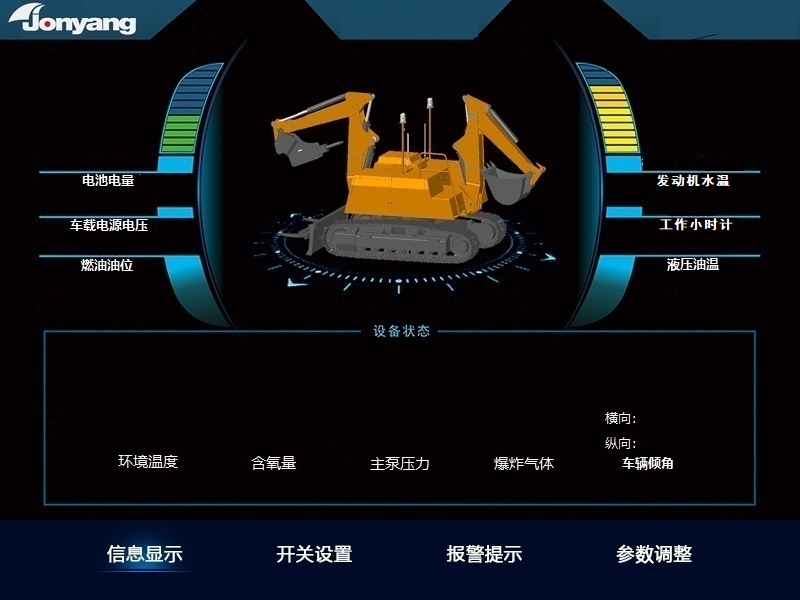 Jonyang
电池电量
发动机水温
车载电源电压
工作小时计
燃油油位
液压油温
设备状态
横向:
纵向:
环境温度
含氧量
主泵压力
爆炸气体
车辆倾角
信息显示
开关设置
报警提示
参数调整